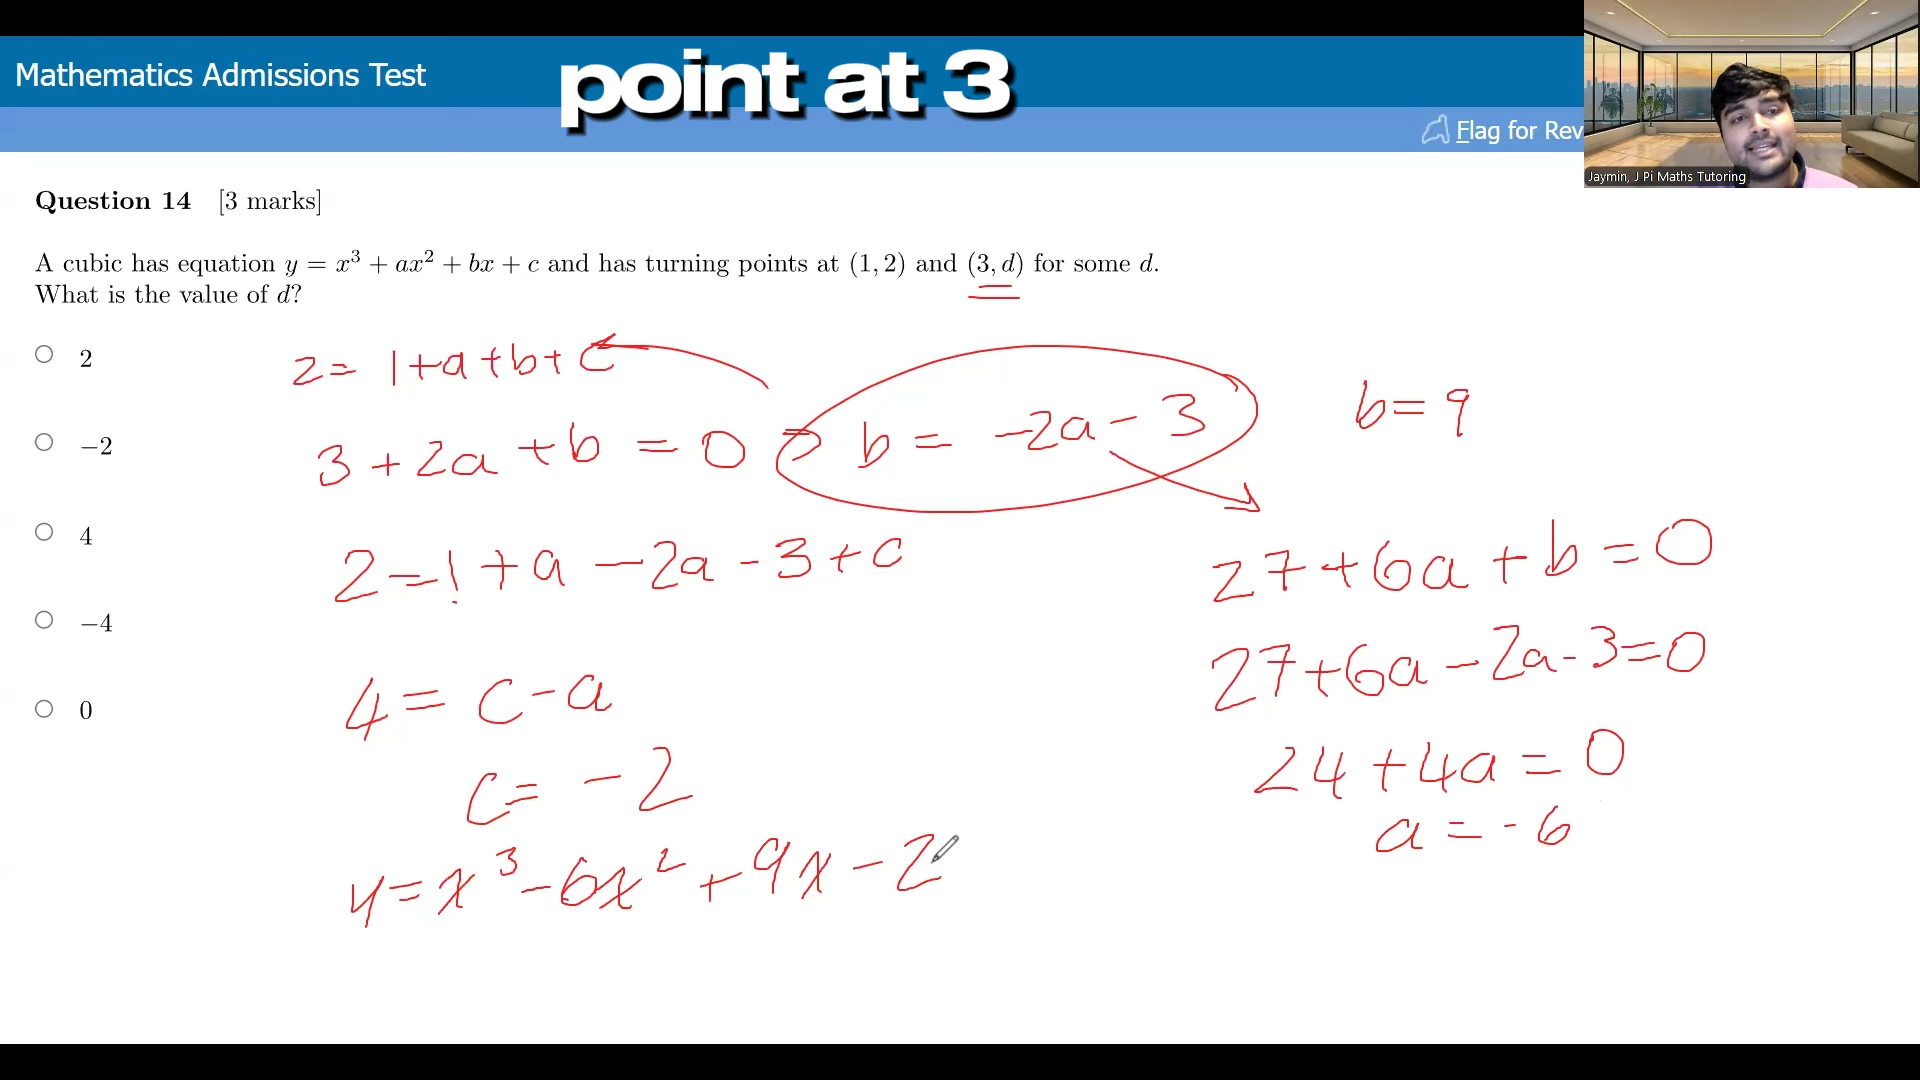 Mathematics Admissions Test
point at 3
Flag for Rev
Jaymin, J Pi Maths Tutoring
Question 14 [3 marks]
A cubic has equation y = x³ + ax² + bx + c and has turning points at (1, 2) and (3, d) for some d.
What is the value of d?
2
−2
4
−4
0
2 = 1 + a + b + c
3 + 2a + b = 0 ⇒ b = -2a - 3
2 = 1 + a - 2a - 3 + c
4 = c - a
c = -2
y = x³ - 6x² + 9x - 2
b = 9
27 + 6a + b = 0
27 + 6a - 2a - 3 = 0
24 + 4a = 0
a = -6